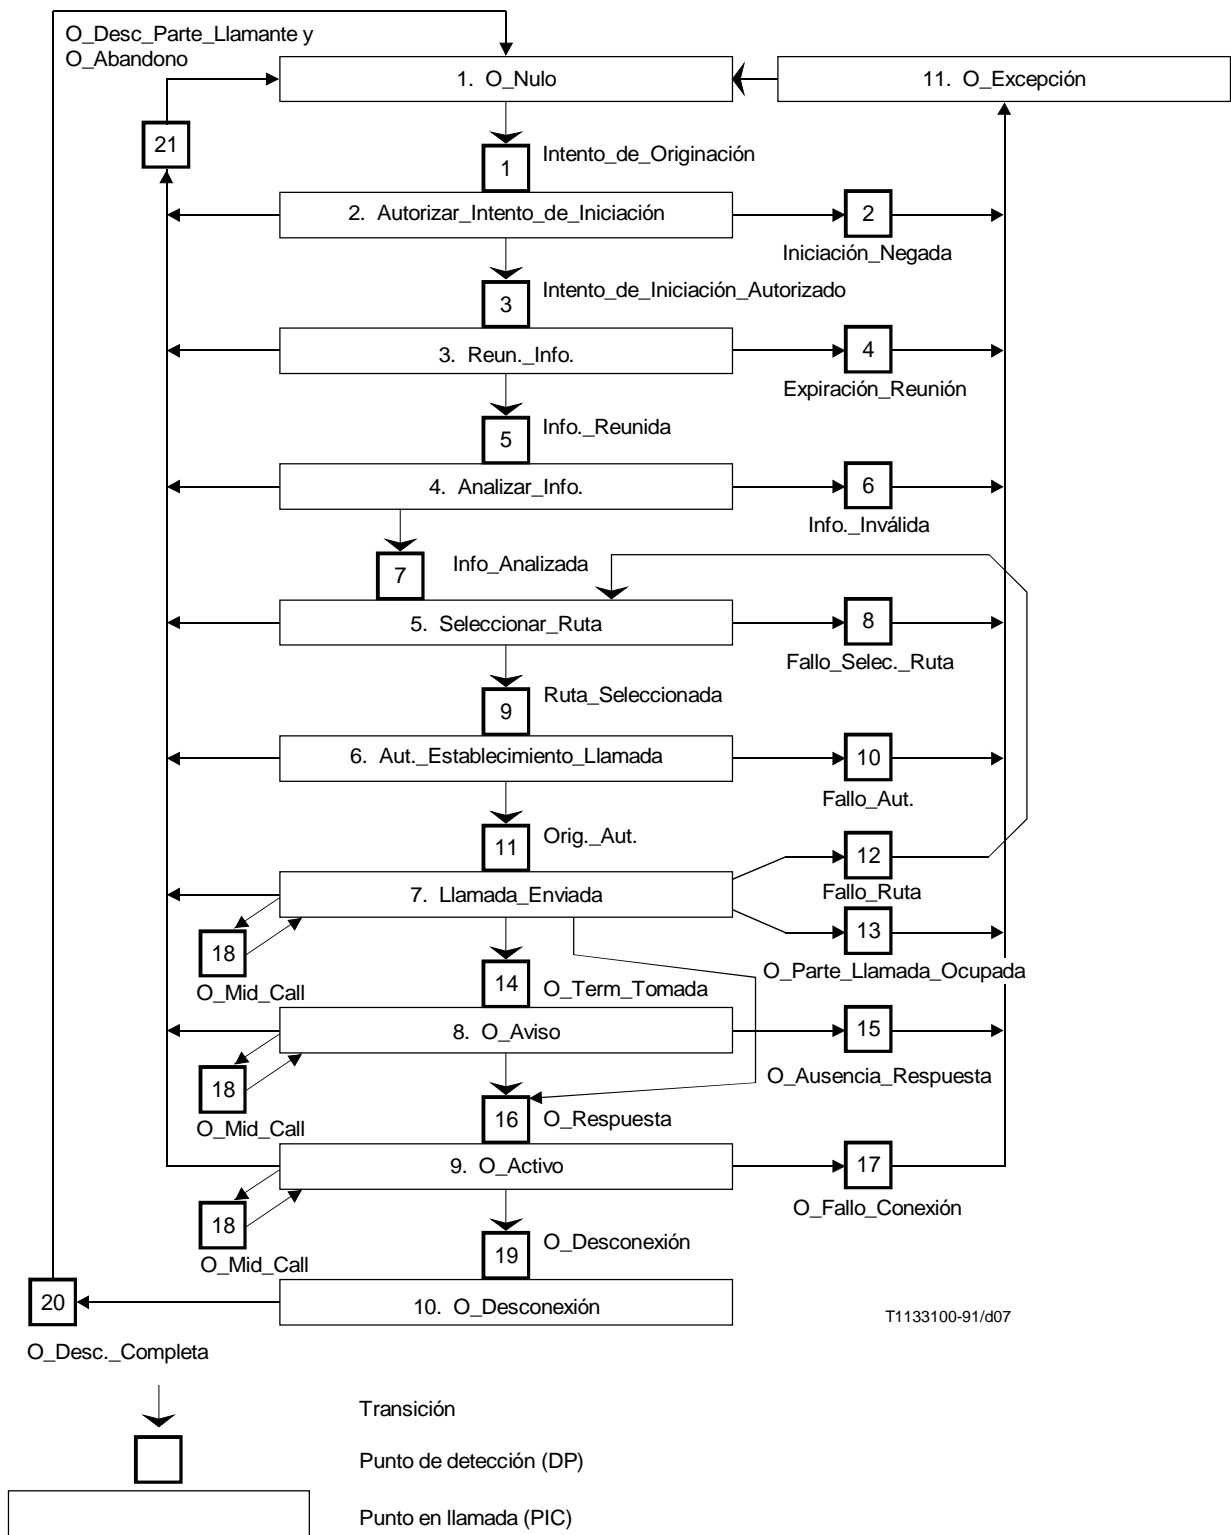 O_Desc_Parte_Llamante y
O_Abandono
1. O_Nulo
11. O_Excepción
21
1
Intento_de_Originación
2. Autorizar_Intento_de_Iniciación
2
Iniciación_Negada
3
Intento_de_Iniciación_Autorizado
3. Reun._Info.
4
Expiración_Reunión
5
Info._Reunida
4. Analizar_Info.
6
Info._Inválida
7
Info_Analizada
5. Seleccionar_Ruta
8
Fallo_Selec._Ruta
9
Ruta_Seleccionada
6. Aut._Establecimiento_Llamada
10
Fallo_Aut.
11
Orig._Aut.
12
Fallo_Ruta
7. Llamada_Enviada
18
O_Mid_Call
13
O_Parte_Llamada_Ocupada
14
O_Term_Tomada
8. O_Aviso
15
O_Ausencia_Respuesta
18
O_Mid_Call
16
O_Respuesta
9. O_Activo
17
O_Fallo_Conexión
18
O_Mid_Call
19
O_Desconexión
20
10. O_Desconexión
T1133100-91/d07
O_Desc._Completa
Transición
Punto de detección (DP)
Punto en llamada (PIC)